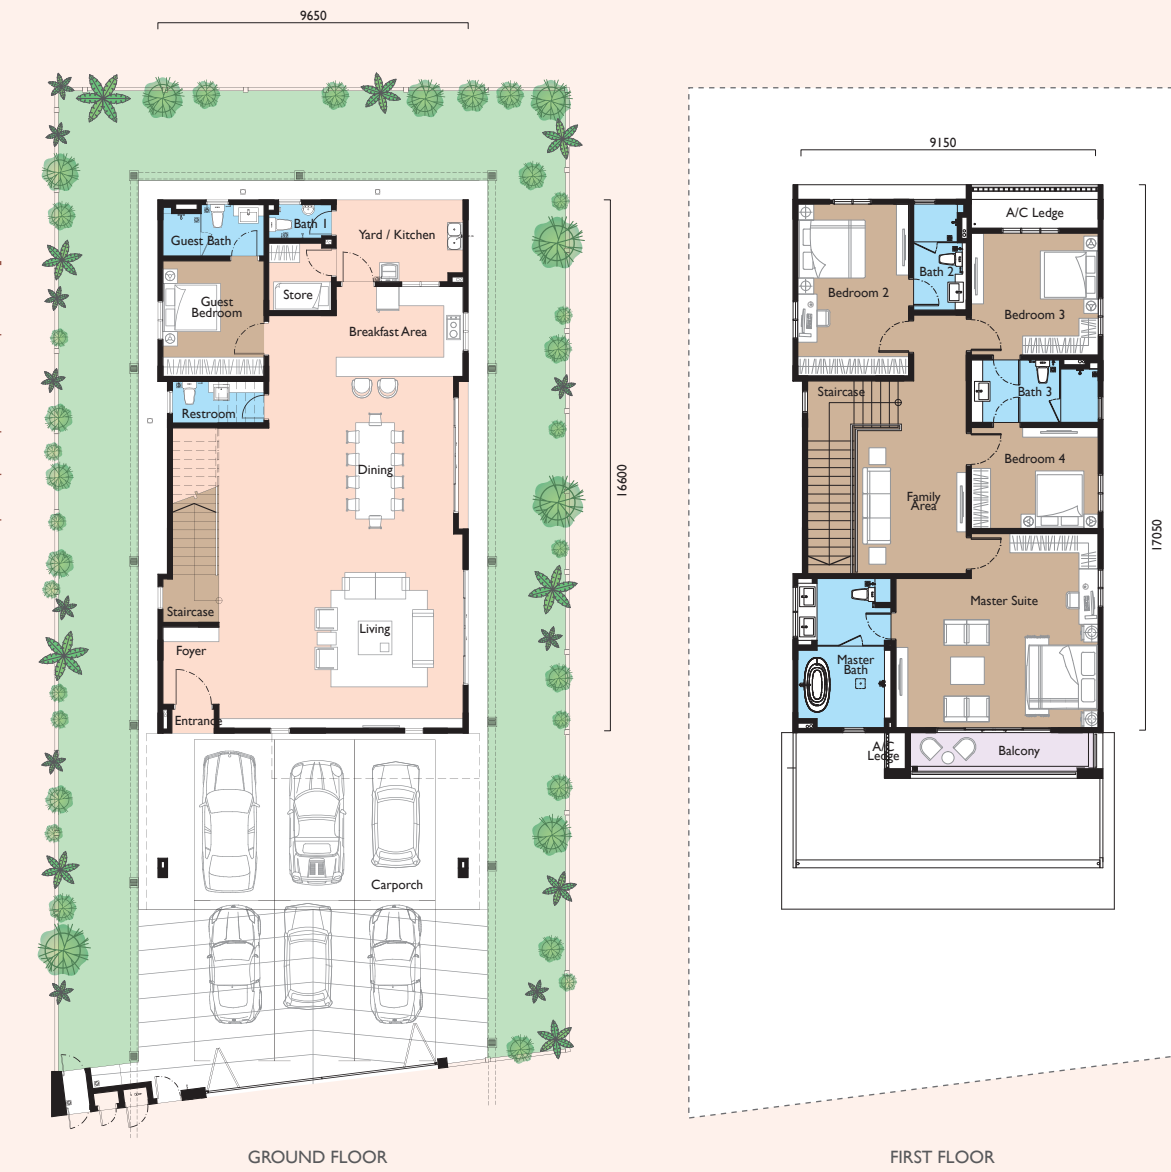 9650
Guest Bath
Bath 1
Yard / Kitchen
Guest
Bedroom
Store
Breakfast Area
Restroom
Dining
16600
Staircase
Living
Foyer
Entrance
Carporch
GROUND FLOOR
9150
A/C Ledge
Bath 2
Bedroom 2
Bedroom 3
Staircase
Bath 3
Bedroom 4
Family
Area
17050
Master Suite
Master
Bath
A/C
Ledge
Balcony
FIRST FLOOR